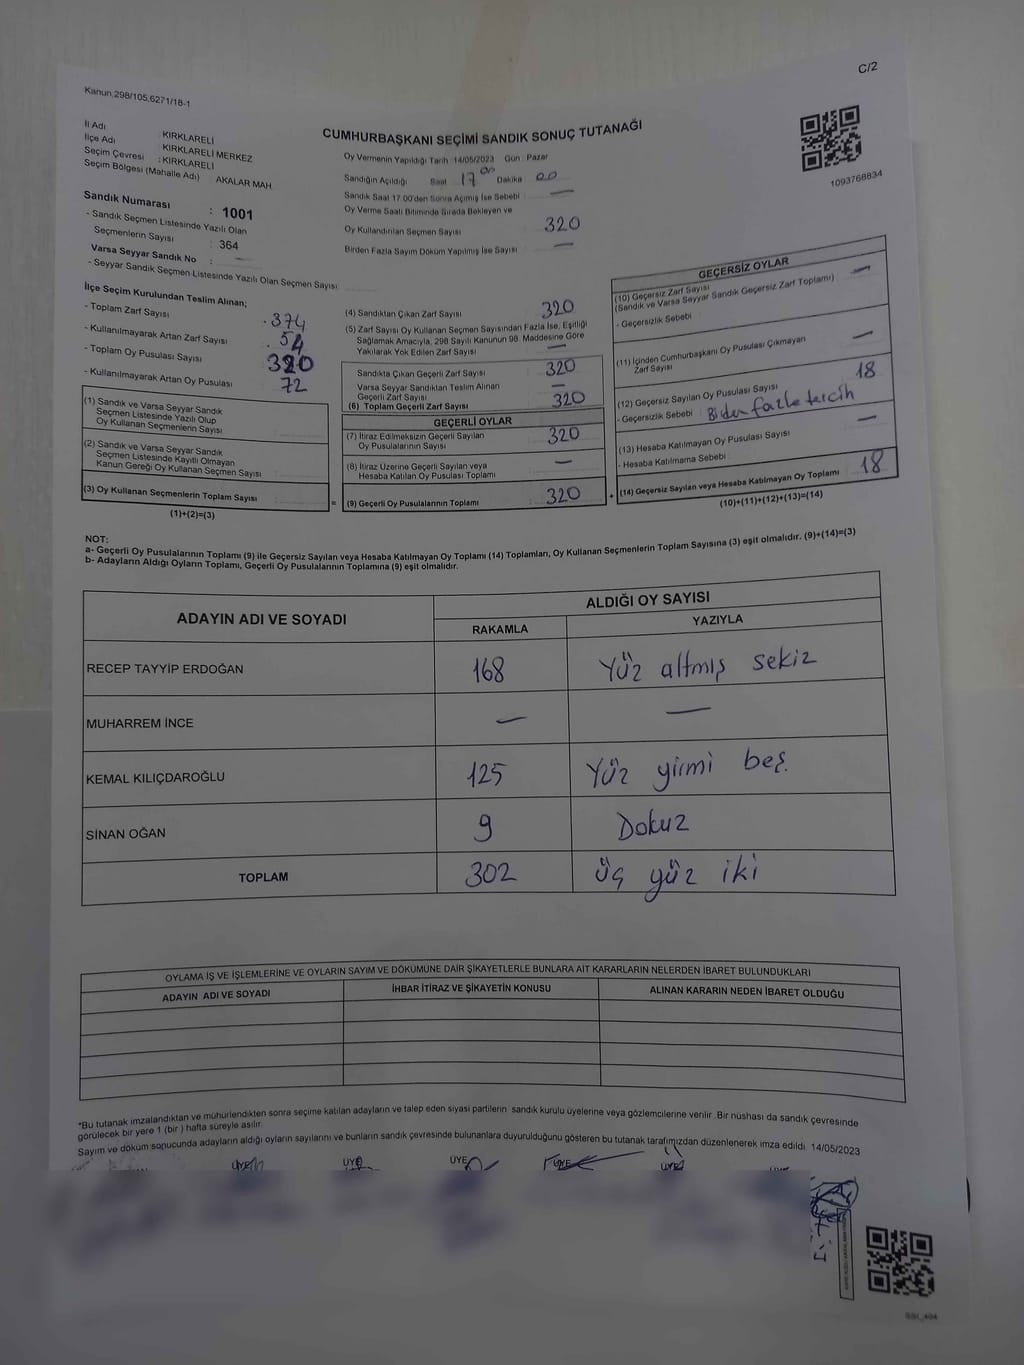 C/2
Kanun.298/105.6271/18-1
CUMHURBAŞKANI SEÇİMİ SANDIK SONUÇ TUTANAĞI
1093768834
İl Adı : KIRKLARELİ
İlçe Adı : KIRKLARELİ MERKEZ
Seçim Çevresi : KIRKLARELİ
Seçim Bölgesi (Mahalle Adı) : AKALAR MAH.
Sandık Numarası : 1001
- Sandık Seçmen Listesinde Yazılı Olan
Seçmenlerin Sayısı : 364
Varsa Seyyar Sandık No : —
- Seyyar Sandık Seçmen Listesinde Yazılı Olan Seçmen Sayısı
Oy Vermenin Yapıldığı Tarih 14/05/2023 Gün : Pazar
Sandığın Açıldığı Saat 17 00 Dakika 00
Sandık Saat 17.00'den Sonra Açımış İse Sebebi : —
Oy Verme Saati Bitiminde Sırada Bekleyen ve
Oy Kullandırılan Seçmen Sayısı 320
Birden Fazla Sayım Döküm Yapılmış İse Sayısı —
İlçe Seçim Kurulundan Teslim Alınan;
- Toplam Zarf Sayısı : 374
- Kullanılmayarak Artan Zarf Sayısı : 54
- Toplam Oy Pusulası Sayısı 320
- Kullanılmayarak Artan Oy Pusulası 72
(1) Sandık ve Varsa Seyyar Sandık
Seçmen Listesinde Yazılı Olup
Oy Kullanan Seçmenlerin Sayısı
(2) Sandık ve Varsa Seyyar Sandık
Seçmen Listesinde Kayıtlı Olmayan
Kanun Gereği Oy Kullanan Seçmen Sayısı
(3) Oy Kullanan Seçmenlerin Toplam Sayısı
=
(1)+(2)=(3)
(4) Sandıktan Çıkan Zarf Sayısı 320
(5) Zarf Sayısı Oy Kullanan Seçmen Sayısından Fazla İse, Eşitliği
Sağlamak Amacıyla, 298 Sayılı Kanunun 98. Maddesine Göre
Yakılarak Yok Edilen Zarf Sayısı —
Sandıkta Çıkan Geçerli Zarf Sayısı 320
Varsa Seyyar Sandıktan Teslim Alınan
Geçerli Zarf Sayısı —
(6) Toplam Geçerli Zarf Sayısı 320
GEÇERLİ OYLAR
(7) İtiraz Edilmeksizin Geçerli Sayılan
Oy Pusulalarının Sayısı 320
(8) İtiraz Üzerine Geçerli Sayılan veya
Hesaba Katılan Oy Pusulası Toplamı —
(9) Geçerli Oy Pusulalarının Toplamı : 320
+
GEÇERSİZ OYLAR
(10) Geçersiz Zarf Sayısı
(Sandık ve Varsa Seyyar Sandık Geçersiz Zarf Toplamı) —
- Geçersizlik Sebebi :
(11) İçinden Cumhurbaşkanı Oy Pusulası Çıkmayan
Zarf Sayısı —
(12) Geçersiz Sayılan Oy Pusulası Sayısı 18
- Geçersizlik Sebebi : Birden fazla tercih
(13) Hesaba Katılmayan Oy Pusulası Sayısı —
- Hesaba Katılmama Sebebi :
(14) Geçersiz Sayılan veya Hesaba Katılmayan Oy Toplamı 18
(10)+(11)+(12)+(13)=(14)
NOT:
a- Geçerli Oy Pusulalarının Toplamı (9) ile Geçersiz Sayılan veya Hesaba Katılmayan Oy Toplamı (14) Toplamları, Oy Kullanan Seçmenlerin Toplam Sayısına (3) eşit olmalıdır. (9)+(14)=(3)
b- Adayların Aldığı Oyların Toplamı, Geçerli Oy Pusulalarının Toplamına (9) eşit olmalıdır.
ADAYIN ADI VE SOYADI ALDIĞI OY SAYISI
RAKAMLA YAZIYLA
RECEP TAYYİP ERDOĞAN 168 Yüz altmış sekiz
MUHARREM İNCE — —
KEMAL KILIÇDAROĞLU 125 Yüz yirmi beş.
SİNAN OĞAN 9 Dokuz
TOPLAM 302 üç yüz iki
OYLAMA İŞ VE İŞLEMLERİNE VE OYLARIN SAYIM VE DÖKÜMÜNE DAİR ŞİKAYETLERLE BUNLARA AİT KARARLARIN NELERDEN İBARET BULUNDUKLARI
ADAYIN ADI VE SOYADI İHBAR İTİRAZ VE ŞİKAYETİN KONUSU ALINAN KARARIN NEDEN İBARET OLDUĞU
*Bu tutanak imzalandıktan ve mühürlendikten sonra seçime katılan adayların ve talep eden siyasi partilerin sandık kurulu üyelerine veya gözlemcilerine verilir. Bir nüshası da sandık çevresinde
görülecek bir yere 1 (bir ) hafta süreyle asılır.
Sayım ve döküm sonucunda adayların aldığı oyların sayılarını ve bunların sandık çevresinde bulunanlara duyurulduğunu gösteren bu tutanak tarafımızdan düzenlenerek imza edildi. 14/05/2023
ÜYE ÜYE ÜYE ÜYE ÜYE